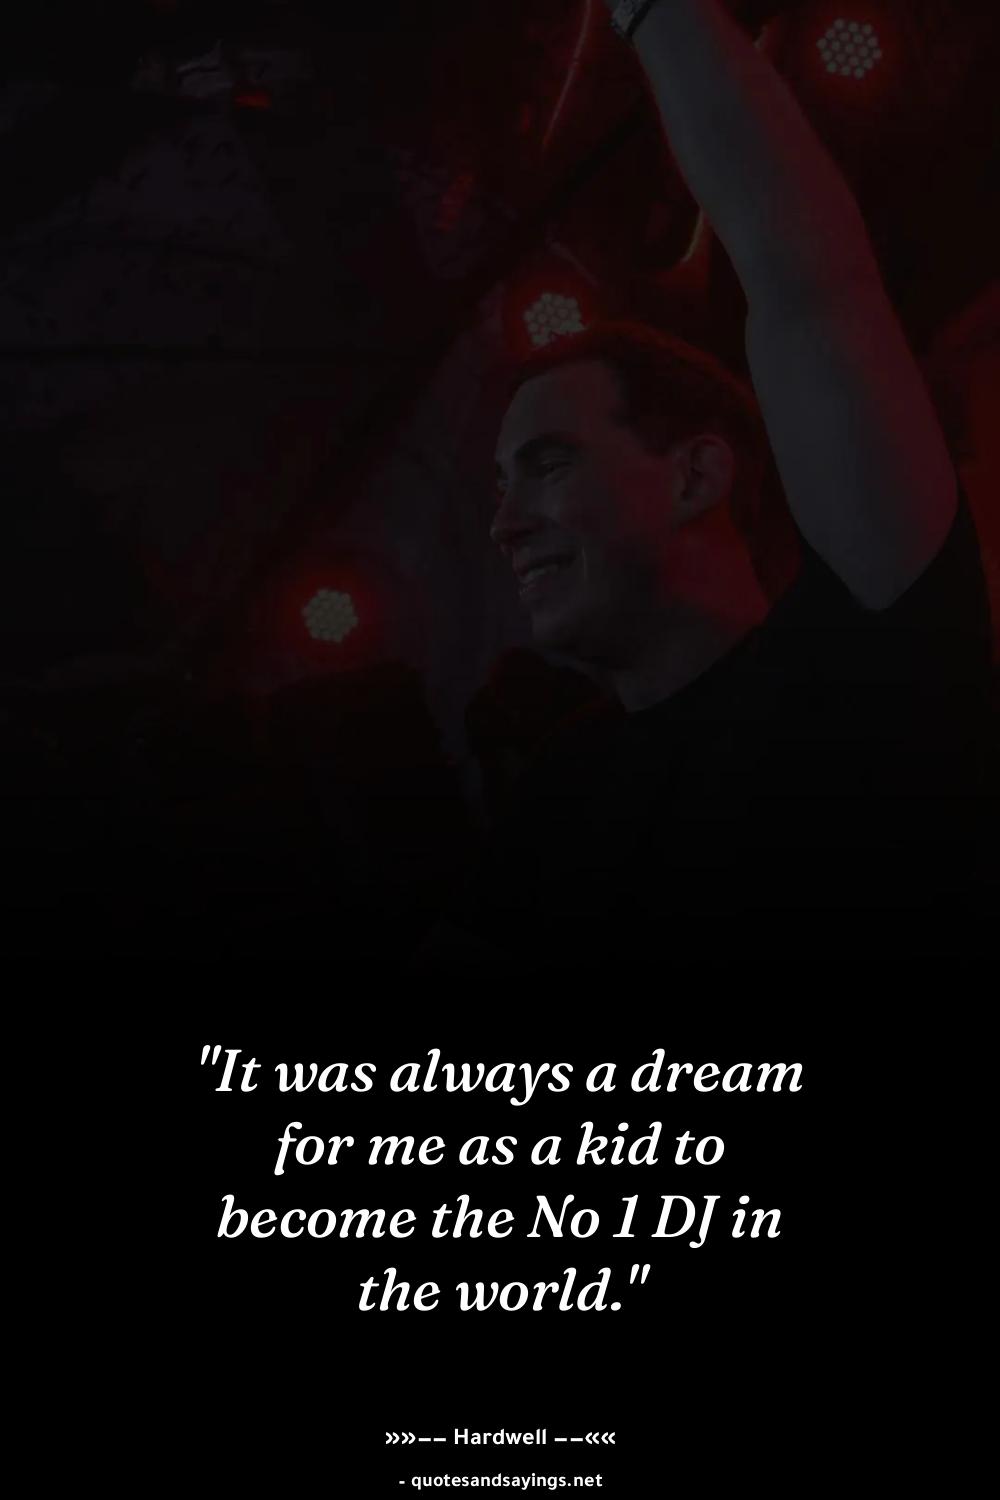 "It was always a dream
for me as a kid to
become the No 1 DJ in
the world."
»»−− Hardwell −−««
- quotesandsayings.net